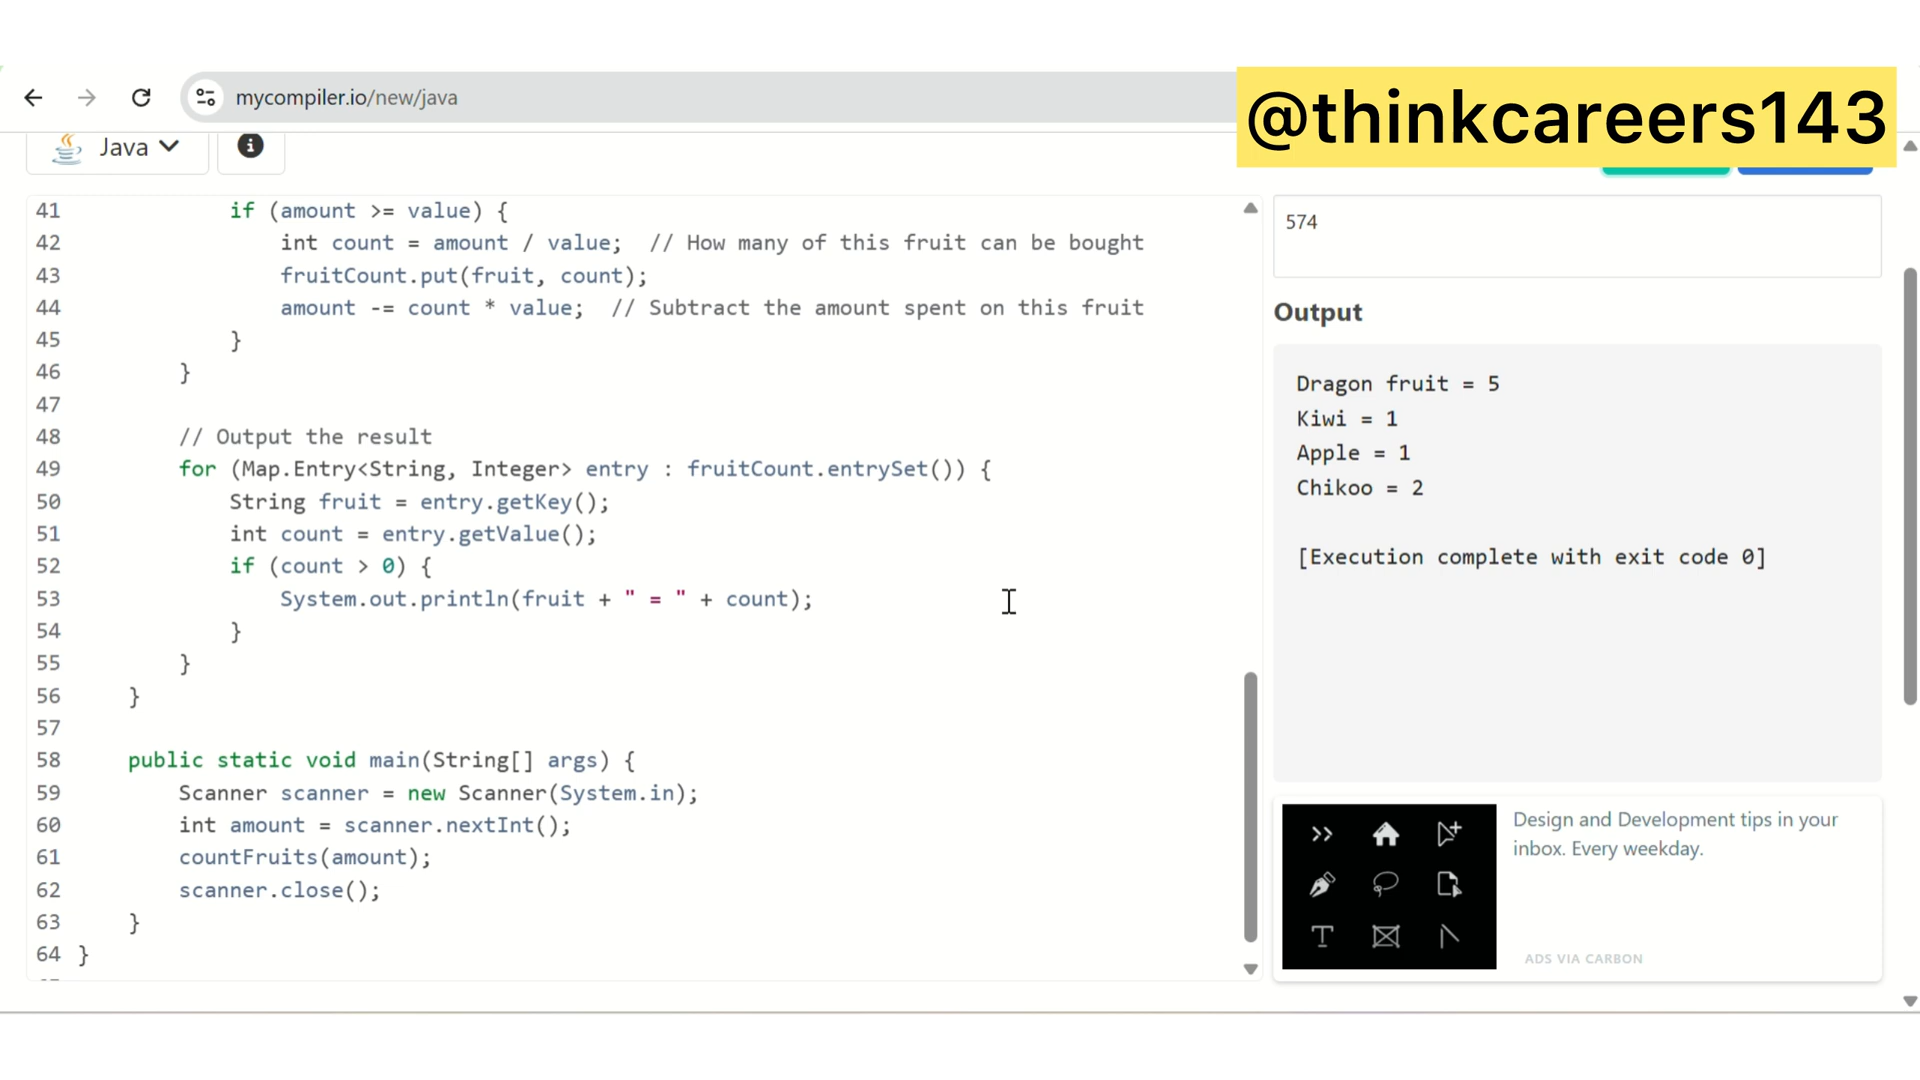 mycompiler.io/new/java
@thinkcareers143
Java
41 if (amount >= value) {
42 int count = amount / value; // How many of this fruit can be bought
43 fruitCount.put(fruit, count);
44 amount -= count * value; // Subtract the amount spent on this fruit
45 }
46 }
47
48 // Output the result
49 for (Map.Entry<String, Integer> entry : fruitCount.entrySet()) {
50 String fruit = entry.getKey();
51 int count = entry.getValue();
52 if (count > 0) {
53 System.out.println(fruit + " = " + count);
54 }
55 }
56 }
57
58 public static void main(String[] args) {
59 Scanner scanner = new Scanner(System.in);
60 int amount = scanner.nextInt();
61 countFruits(amount);
62 scanner.close();
63 }
64 }
574
Output
Dragon fruit = 5
Kiwi = 1
Apple = 1
Chikoo = 2
[Execution complete with exit code 0]
Design and Development tips in your
inbox. Every weekday.
ADS VIA CARBON